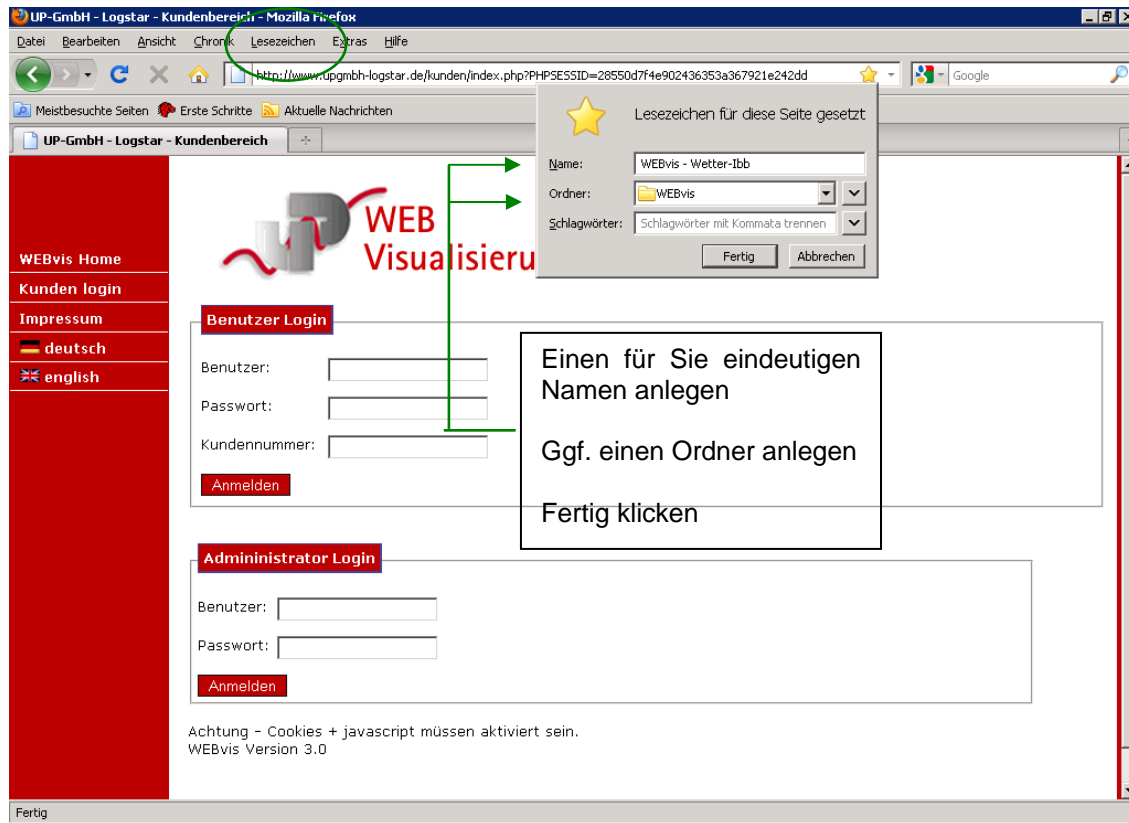 UP-GmbH - Logstar - Kundenbereich - Mozilla Firefox
Datei Bearbeiten Ansicht Chronik Lesezeichen Extras Hilfe
http://www.upgmbh-logstar.de/kunden/index.php?PHPSESSID=28550d7f4e902436353a367921e242dd
Google
Meistbesuchte Seiten Erste Schritte Aktuelle Nachrichten
UP-GmbH - Logstar - Kundenbereich
Lesezeichen für diese Seite gesetzt
Name: WEBvis - Wetter-Ibb
Ordner: WEBvis
Schlagwörter: Schlagwörter mit Kommata trennen
Fertig Abbrechen
uP
WEB
Visualisieru
WEBvis Home
Kunden login
Impressum
deutsch
english
Benutzer Login
Benutzer:
Passwort:
Kundennummer:
Anmelden
Einen für Sie eindeutigen
Namen anlegen
Ggf. einen Ordner anlegen
Fertig klicken
Admininistrator Login
Benutzer:
Passwort:
Anmelden
Achtung - Cookies + javascript müssen aktiviert sein.
WEBvis Version 3.0
Fertig